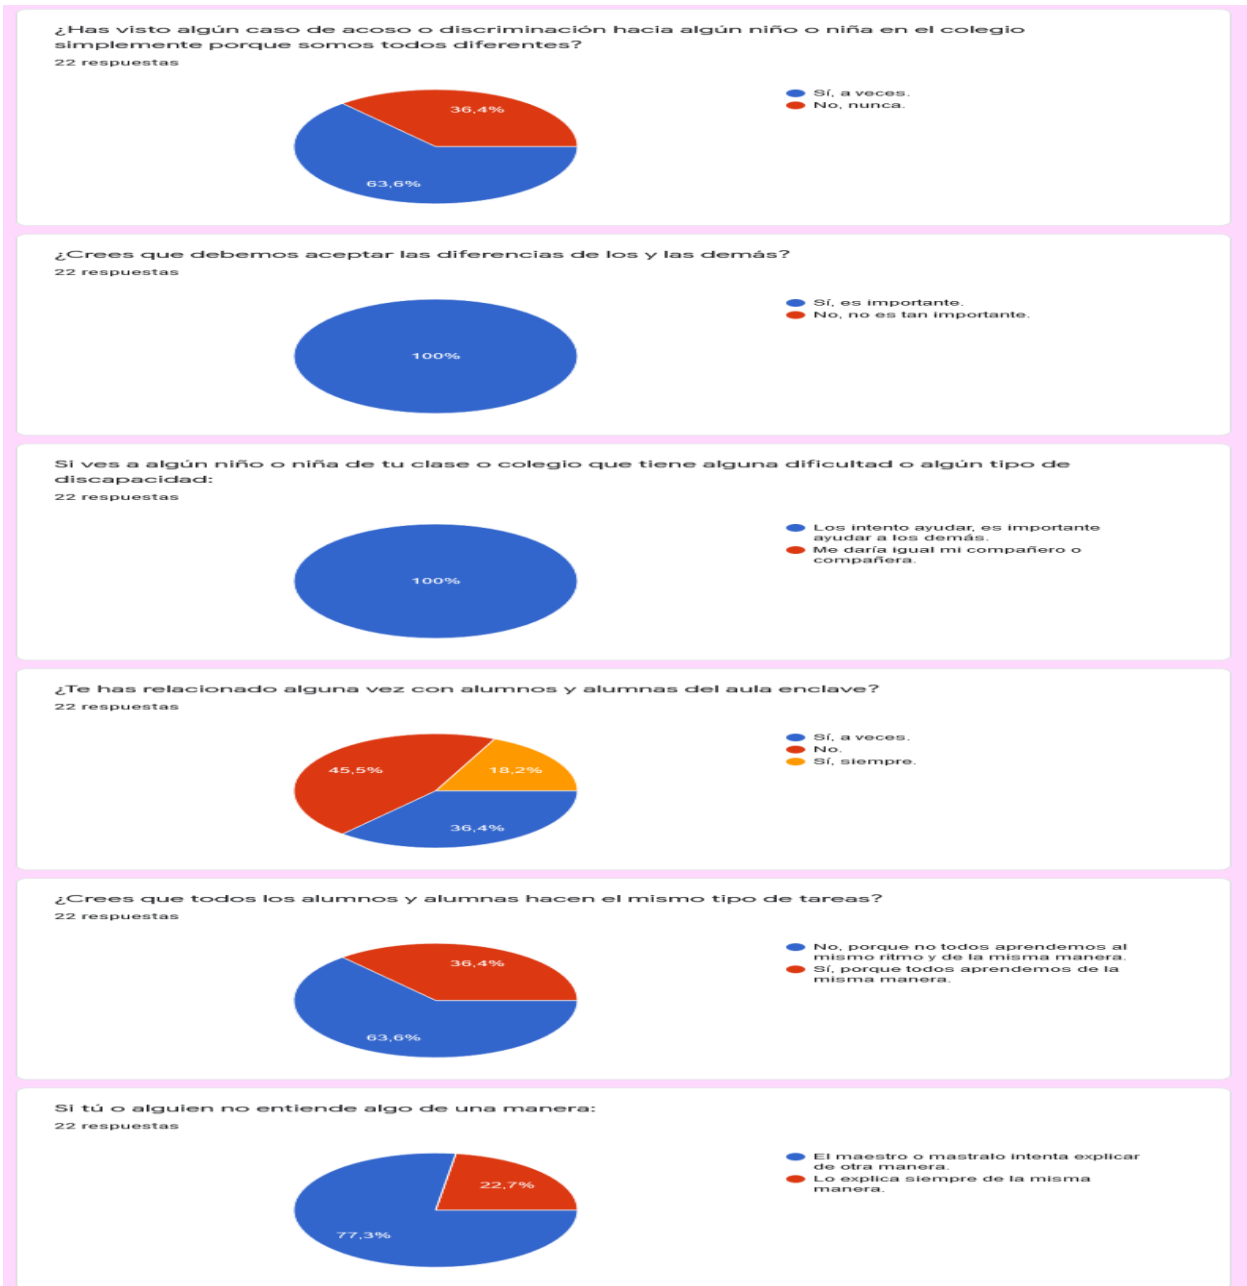 ¿Has visto algún caso de acoso o discriminación hacia algún niño o niña en el colegio
simplemente porque somos todos diferentes?
22 respuestas
36,4%
63,6%
Sí, a veces.
No, nunca.
¿Crees que debemos aceptar las diferencias de los y las demás?
22 respuestas
100%
Sí, es importante.
No, no es tan importante.
Si ves a algún niño o niña de tu clase o colegio que tiene alguna dificultad o algún tipo de
discapacidad:
22 respuestas
100%
Los intento ayudar, es importante
ayudar a los demás.
Me daría igual mi compañero o
compañera.
¿Te has relacionado alguna vez con alumnos y alumnas del aula enclave?
22 respuestas
45,5%
18,2%
36,4%
Sí, a veces.
No.
Sí, siempre.
¿Crees que todos los alumnos y alumnas hacen el mismo tipo de tareas?
22 respuestas
36,4%
63,6%
No, porque no todos aprendemos al
mismo ritmo y de la misma manera.
Sí, porque todos aprendemos de la
misma manera.
Si tú o alguien no entiende algo de una manera:
22 respuestas
22,7%
77,3%
El maestro o mastralo intenta explicar
de otra manera.
Lo explica siempre de la misma
manera.